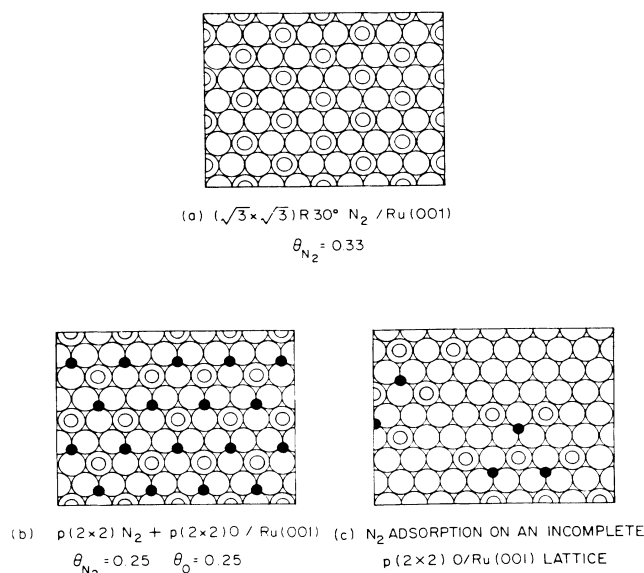 (a) (√3×√3)R30° N₂ /Ru(001)
θN₂ = 0.33
(b) p(2×2) N₂ + p(2×2)O / Ru(001)
θN₂ = 0.25 θO = 0.25
(c) N₂ ADSORPTION ON AN INCOMPLETE
p(2×2) O/Ru(001) LATTICE